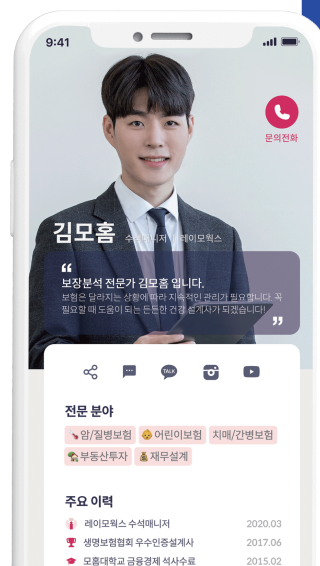 9:41
문의전화
김모홈 수석매니저 레이모웍스
“
보장분석 전문가 김모홈 입니다.
보험은 달라지는 상황에 따라 지속적인 관리가 필요합니다. 꼭
필요할 때 도움이 되는 든든한 건강 설계사가 되겠습니다!
”
TALK
전문 분야
암/질병보험 어린이보험 치매/간병보험
부동산투자 재무설계
주요 이력
레이모웍스 수석매니저 2020.03
생명보험협회 우수인증설계사 2017.06
모홈대학교 금융경제 석사수료 2015.02